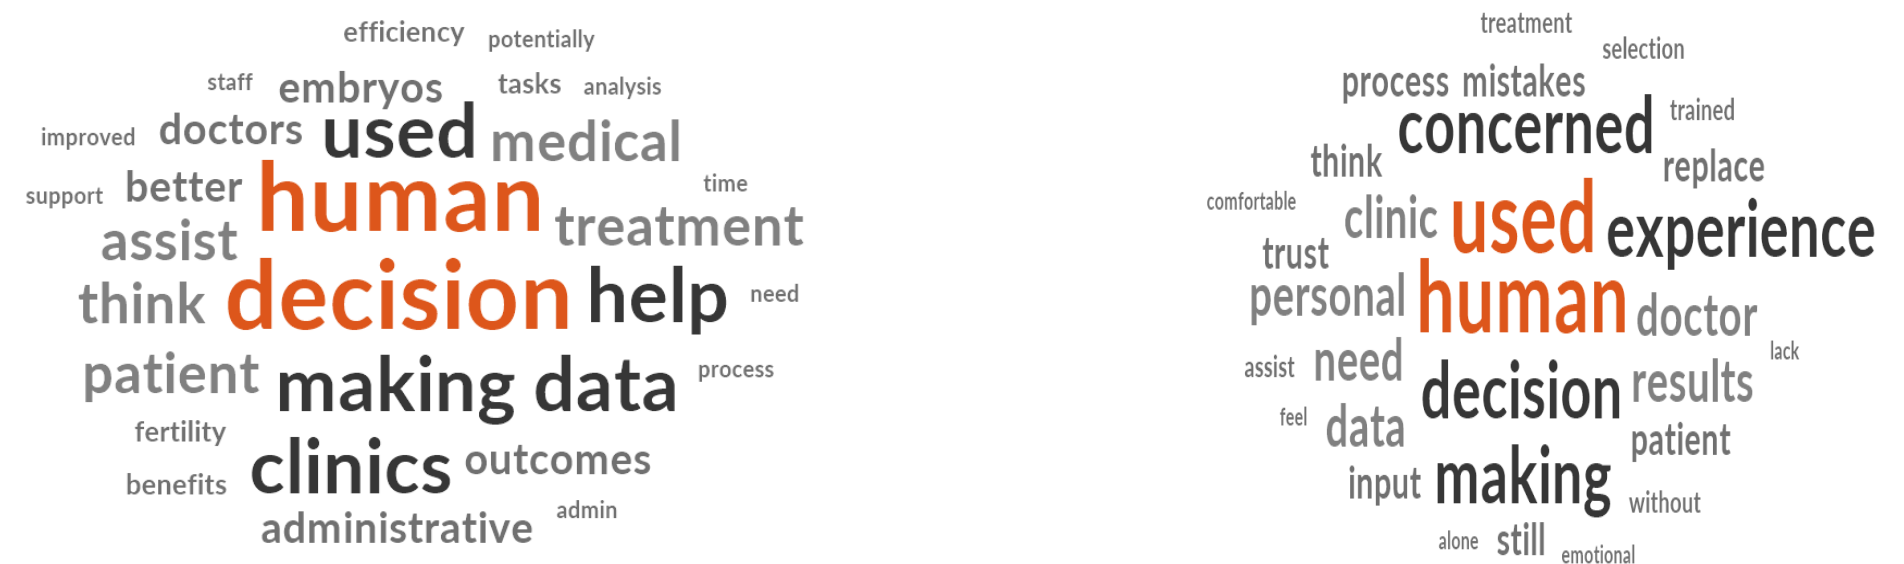 efficiency potentially
staff embryos tasks analysis
improved doctors used medical
support better human time
assist treatment
think decision help need
patient making data process
fertility
benefits clinics outcomes
administrative admin
treatment
selection
process mistakes
concerned trained
think replace
comfortable clinic used experience
trust
personal human doctor
assist need lack
decision results
feel data patient
input making without
alone still emotional